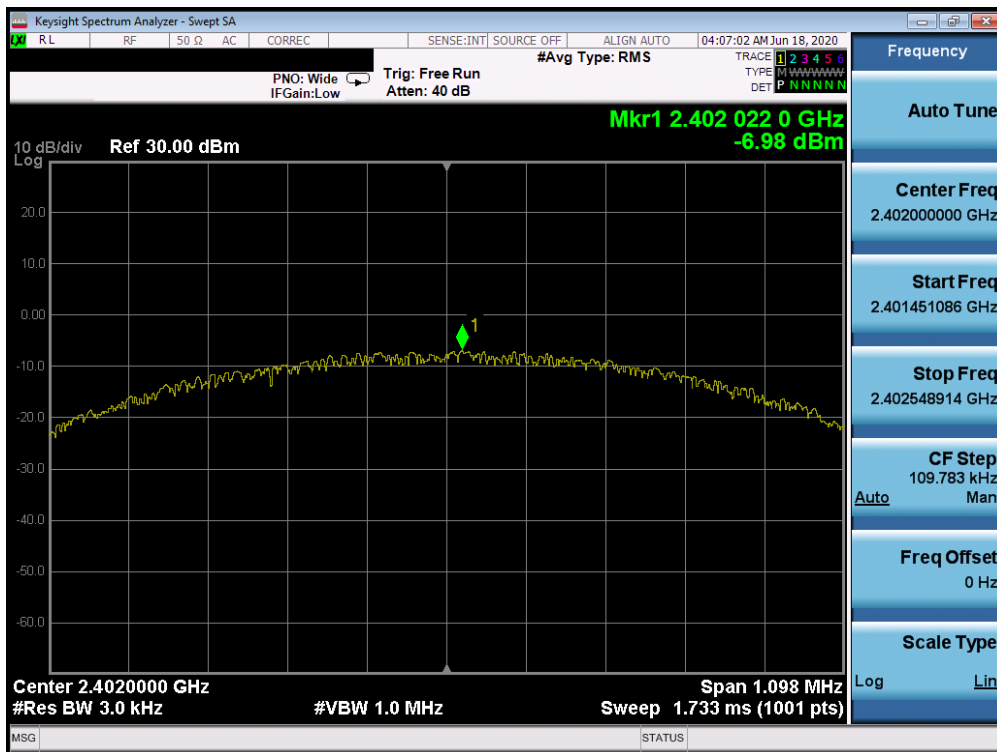 Keysight Spectrum Analyzer - Swept SA
LXI RL RF 50 Ω AC CORREC SENSE:INT SOURCE OFF ALIGN AUTO 04:07:02 AM Jun 18, 2020
Frequency
#Avg Type: RMS
TRACE 1 2 3 4 5 6
PNO: Wide Trig: Free Run TYPE M WWWWW
IFGain:Low Atten: 40 dB DET P N N N N N
Auto Tune
Mkr1 2.402 022 0 GHz
-6.98 dBm
10 dB/div Ref 30.00 dBm
Log
Center Freq
2.402000000 GHz
20.0
10.0
Start Freq
2.401451086 GHz
0.00
1
-10.0
Stop Freq
2.402548914 GHz
-20.0
-30.0
CF Step
109.783 kHz
Auto Man
-40.0
-50.0
Freq Offset
0 Hz
-60.0
Scale Type
Log Lin
Center 2.4020000 GHz Span 1.098 MHz
#Res BW 3.0 kHz #VBW 1.0 MHz Sweep 1.733 ms (1001 pts)
MSG STATUS